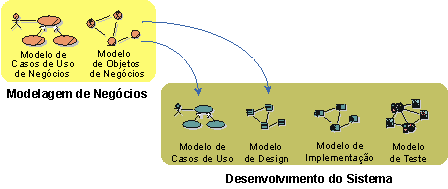 Modelo de
Casos de Uso
de Negócios
Modelo
de Objetos
de Negócios
Modelagem de Negócios
Modelo de
Casos de Uso
Modelo
de Design
Modelo de
Implementação
Modelo
de Teste
Desenvolvimento do Sistema